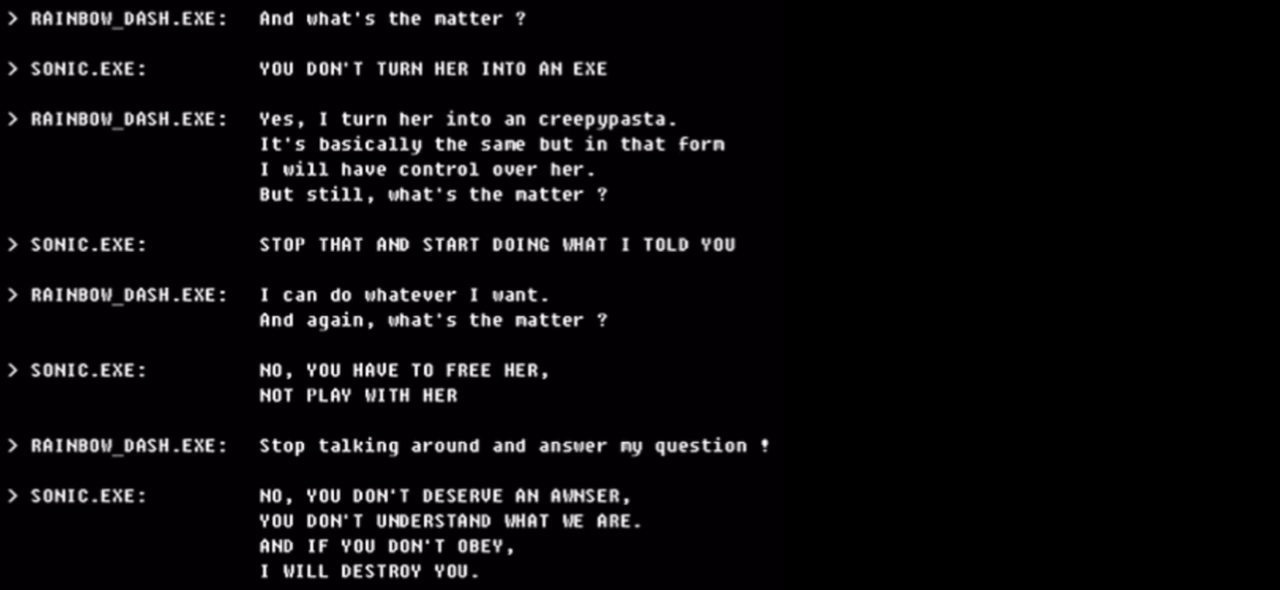 > RAINBOW_DASH.EXE: And what's the matter ?
> SONIC.EXE: YOU DON'T TURN HER INTO AN EXE
> RAINBOW_DASH.EXE: Yes, I turn her into an creepypasta.
It's basically the same but in that form
I will have control over her.
But still, what's the matter ?
> SONIC.EXE: STOP THAT AND START DOING WHAT I TOLD YOU
> RAINBOW_DASH.EXE: I can do whatever I want.
And again, what's the matter ?
> SONIC.EXE: NO, YOU HAVE TO FREE HER,
NOT PLAY WITH HER
> RAINBOW_DASH.EXE: Stop talking around and answer my question !
> SONIC.EXE: NO, YOU DON'T DESERVE AN AWNSER,
YOU DON'T UNDERSTAND WHAT WE ARE.
AND IF YOU DON'T OBEY,
I WILL DESTROY YOU.